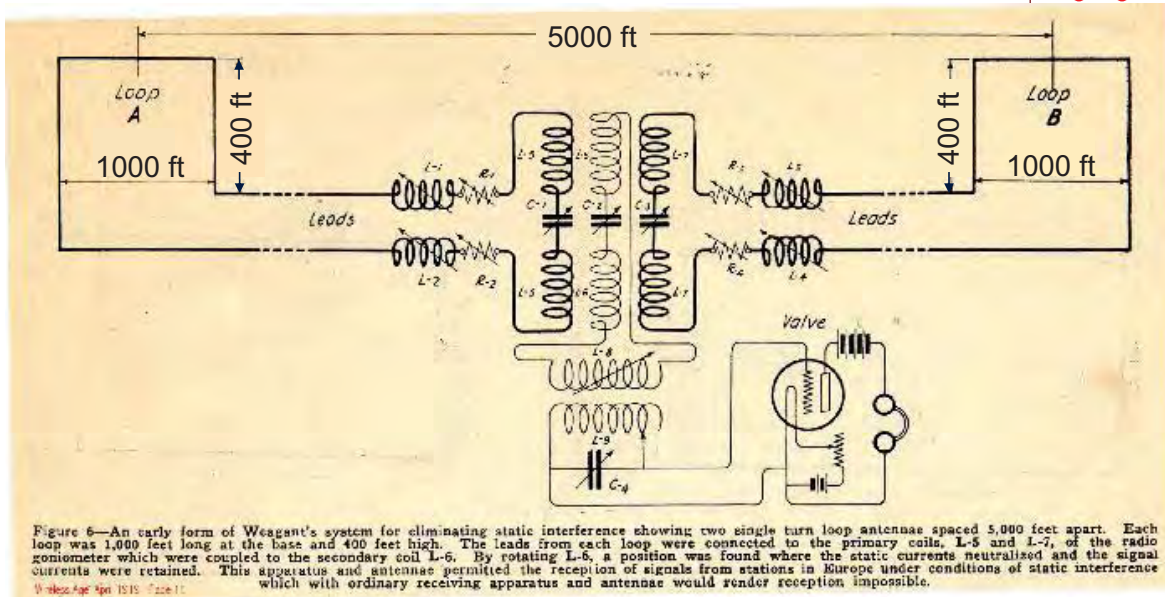 5000 ft
Loop
A
400 ft
1000 ft
Loop
B
400 ft
1000 ft
L-1
R-1
L-5
L-6
L-7
R-3
L-3
C-1
C-2
C-3
Leads
Leads
L-2
R-2
L-5
L-6
L-7
R-4
L-4
Valve
L-8
L-9
C-4
Figure 6—An early form of Weagant's system for eliminating static interference showing two single turn loop antennae spaced 5,000 feet apart. Each
loop was 1,000 feet long at the base and 400 feet high. The leads from each loop were connected to the primary coils, L-5 and L-7, of the radio
goniometer which were coupled to the secondary coil L-6. By rotating L-6, a position was found where the static currents neutralized and the signal
currents were retained. This apparatus and antennae permitted the reception of signals from stations in Europe under conditions of static interference
which with ordinary receiving apparatus and antennae would render reception impossible.
Wireless Age April 1919 Page 11